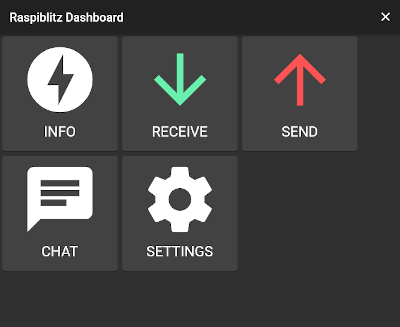 Raspiblitz Dashboard
INFO
RECEIVE
SEND
CHAT
SETTINGS